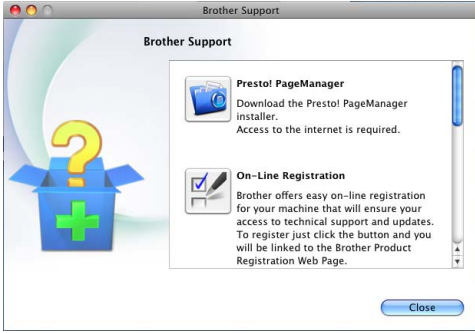 Brother Support
Brother Support
Presto! PageManager
Download the Presto! PageManager
installer.
Access to the internet is required.
On-Line Registration
Brother offers easy on-line registration
for your machine that will ensure your
access to technical support and updates.
To register just click the button and you
will be linked to the Brother Product
Registration Web Page.
Close